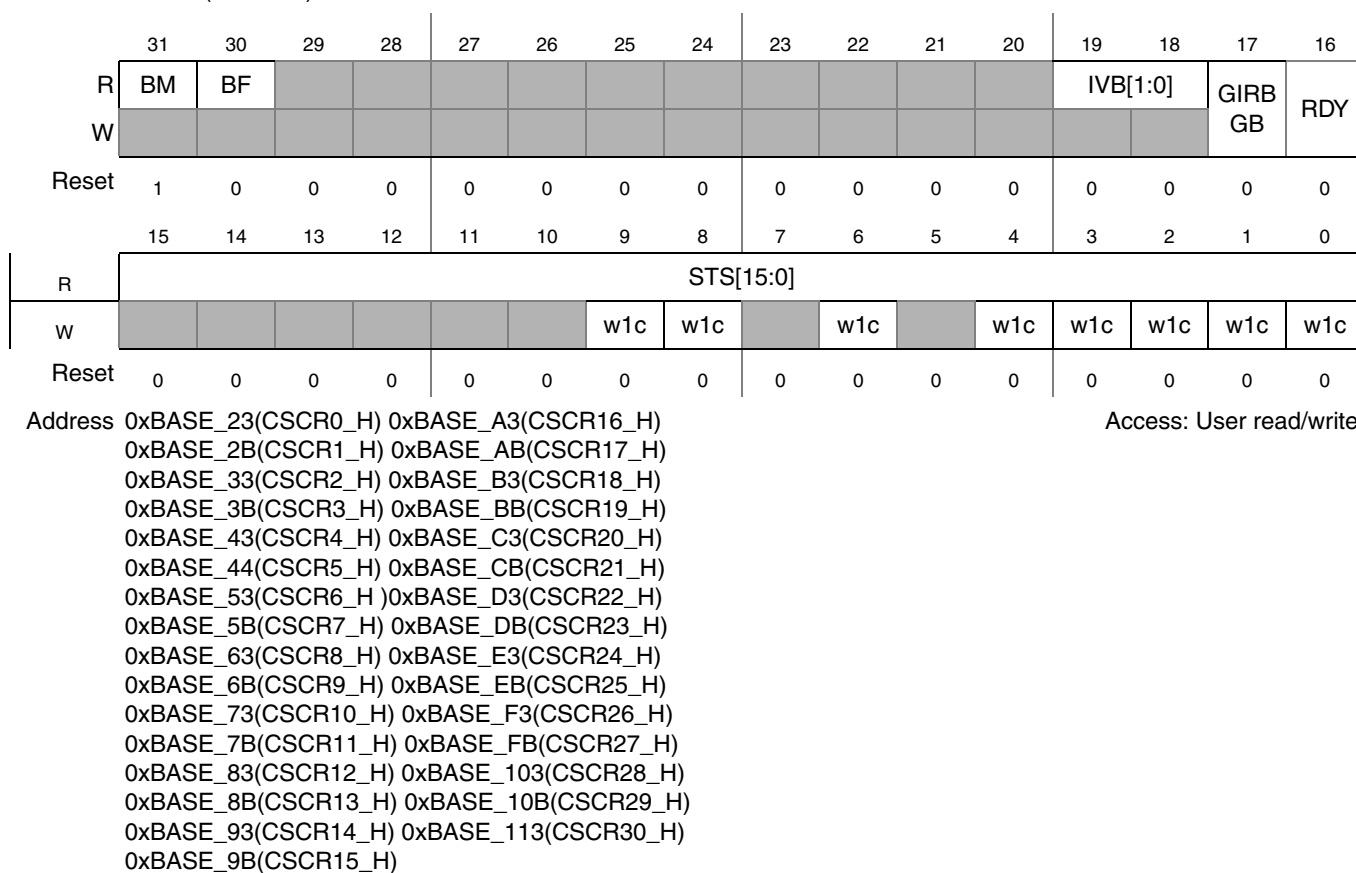 31 30 29 28 27 26 25 24 23 22 21 20 19 18 17 16
R BM BF IVB[1:0] GIRB GB RDY
W
Reset 1 0 0 0 0 0 0 0 0 0 0 0 0 0 0 0
15 14 13 12 11 10 9 8 7 6 5 4 3 2 1 0
R STS[15:0]
W w1c w1c w1c w1c w1c w1c w1c w1c
Reset 0 0 0 0 0 0 0 0 0 0 0 0 0 0 0 0
Address 0xBASE_23(CSCR0_H) 0xBASE_A3(CSCR16_H) Access: User read/write
0xBASE_2B(CSCR1_H) 0xBASE_AB(CSCR17_H)
0xBASE_33(CSCR2_H) 0xBASE_B3(CSCR18_H)
0xBASE_3B(CSCR3_H) 0xBASE_BB(CSCR19_H)
0xBASE_43(CSCR4_H) 0xBASE_C3(CSCR20_H)
0xBASE_44(CSCR5_H) 0xBASE_CB(CSCR21_H)
0xBASE_53(CSCR6_H )0xBASE_D3(CSCR22_H)
0xBASE_5B(CSCR7_H) 0xBASE_DB(CSCR23_H)
0xBASE_63(CSCR8_H) 0xBASE_E3(CSCR24_H)
0xBASE_6B(CSCR9_H) 0xBASE_EB(CSCR25_H)
0xBASE_73(CSCR10_H) 0xBASE_F3(CSCR26_H)
0xBASE_7B(CSCR11_H) 0xBASE_FB(CSCR27_H)
0xBASE_83(CSCR12_H) 0xBASE_103(CSCR28_H)
0xBASE_8B(CSCR13_H) 0xBASE_10B(CSCR29_H)
0xBASE_93(CSCR14_H) 0xBASE_113(CSCR30_H)
0xBASE_9B(CSCR15_H)